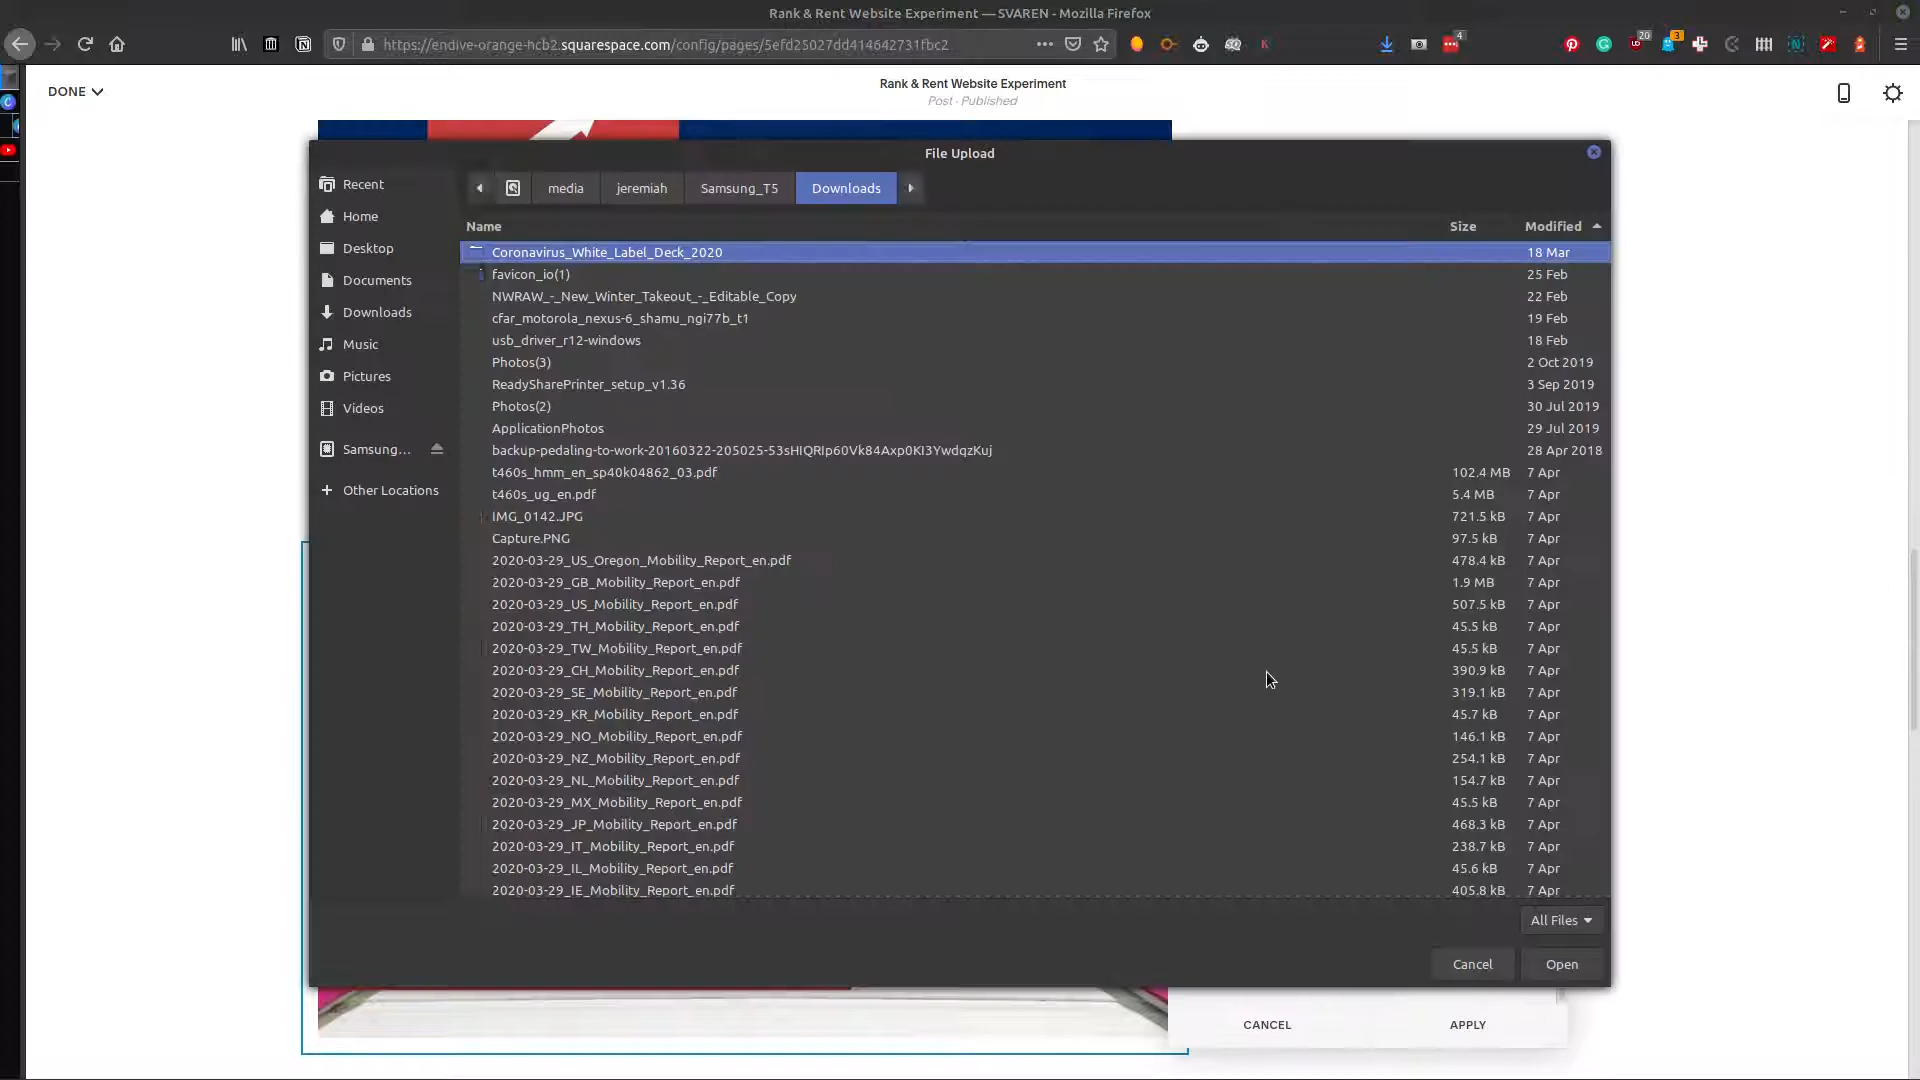 Rank & Rent Website Experiment — SVAREN - Mozilla Firefox
https://endive-orange-hcb2.squarespace.com/config/pages/5efd25027dd414642731fbc2
4
20
3
DONE
Rank & Rent Website Experiment
Post · Published
File Upload
Recent
Home
Desktop
Documents
Downloads
Music
Pictures
Videos
Samsung...
Other Locations
media jeremiah Samsung_T5 Downloads
Name Size Modified
Coronavirus_White_Label_Deck_2020 18 Mar
favicon_io(1) 25 Feb
NWRAW_-_New_Winter_Takeout_-_Editable_Copy 22 Feb
cfar_motorola_nexus-6_shamu_ngi77b_t1 19 Feb
usb_driver_r12-windows 18 Feb
Photos(3) 2 Oct 2019
ReadySharePrinter_setup_v1.36 3 Sep 2019
Photos(2) 30 Jul 2019
ApplicationPhotos 29 Jul 2019
backup-pedaling-to-work-20160322-205025-53sHIQRIp60Vk84Axp0KI3YwdqzKuj 28 Apr 2018
t460s_hmm_en_sp40k04862_03.pdf 102.4 MB 7 Apr
t460s_ug_en.pdf 5.4 MB 7 Apr
IMG_0142.JPG 721.5 kB 7 Apr
Capture.PNG 97.5 kB 7 Apr
2020-03-29_US_Oregon_Mobility_Report_en.pdf 478.4 kB 7 Apr
2020-03-29_GB_Mobility_Report_en.pdf 1.9 MB 7 Apr
2020-03-29_US_Mobility_Report_en.pdf 507.5 kB 7 Apr
2020-03-29_TH_Mobility_Report_en.pdf 45.5 kB 7 Apr
2020-03-29_TW_Mobility_Report_en.pdf 45.5 kB 7 Apr
2020-03-29_CH_Mobility_Report_en.pdf 390.9 kB 7 Apr
2020-03-29_SE_Mobility_Report_en.pdf 319.1 kB 7 Apr
2020-03-29_KR_Mobility_Report_en.pdf 45.7 kB 7 Apr
2020-03-29_NO_Mobility_Report_en.pdf 146.1 kB 7 Apr
2020-03-29_NZ_Mobility_Report_en.pdf 254.1 kB 7 Apr
2020-03-29_NL_Mobility_Report_en.pdf 154.7 kB 7 Apr
2020-03-29_MX_Mobility_Report_en.pdf 45.5 kB 7 Apr
2020-03-29_JP_Mobility_Report_en.pdf 468.3 kB 7 Apr
2020-03-29_IT_Mobility_Report_en.pdf 238.7 kB 7 Apr
2020-03-29_IL_Mobility_Report_en.pdf 45.6 kB 7 Apr
2020-03-29_IE_Mobility_Report_en.pdf 405.8 kB 7 Apr
All Files
Cancel Open
CANCEL APPLY